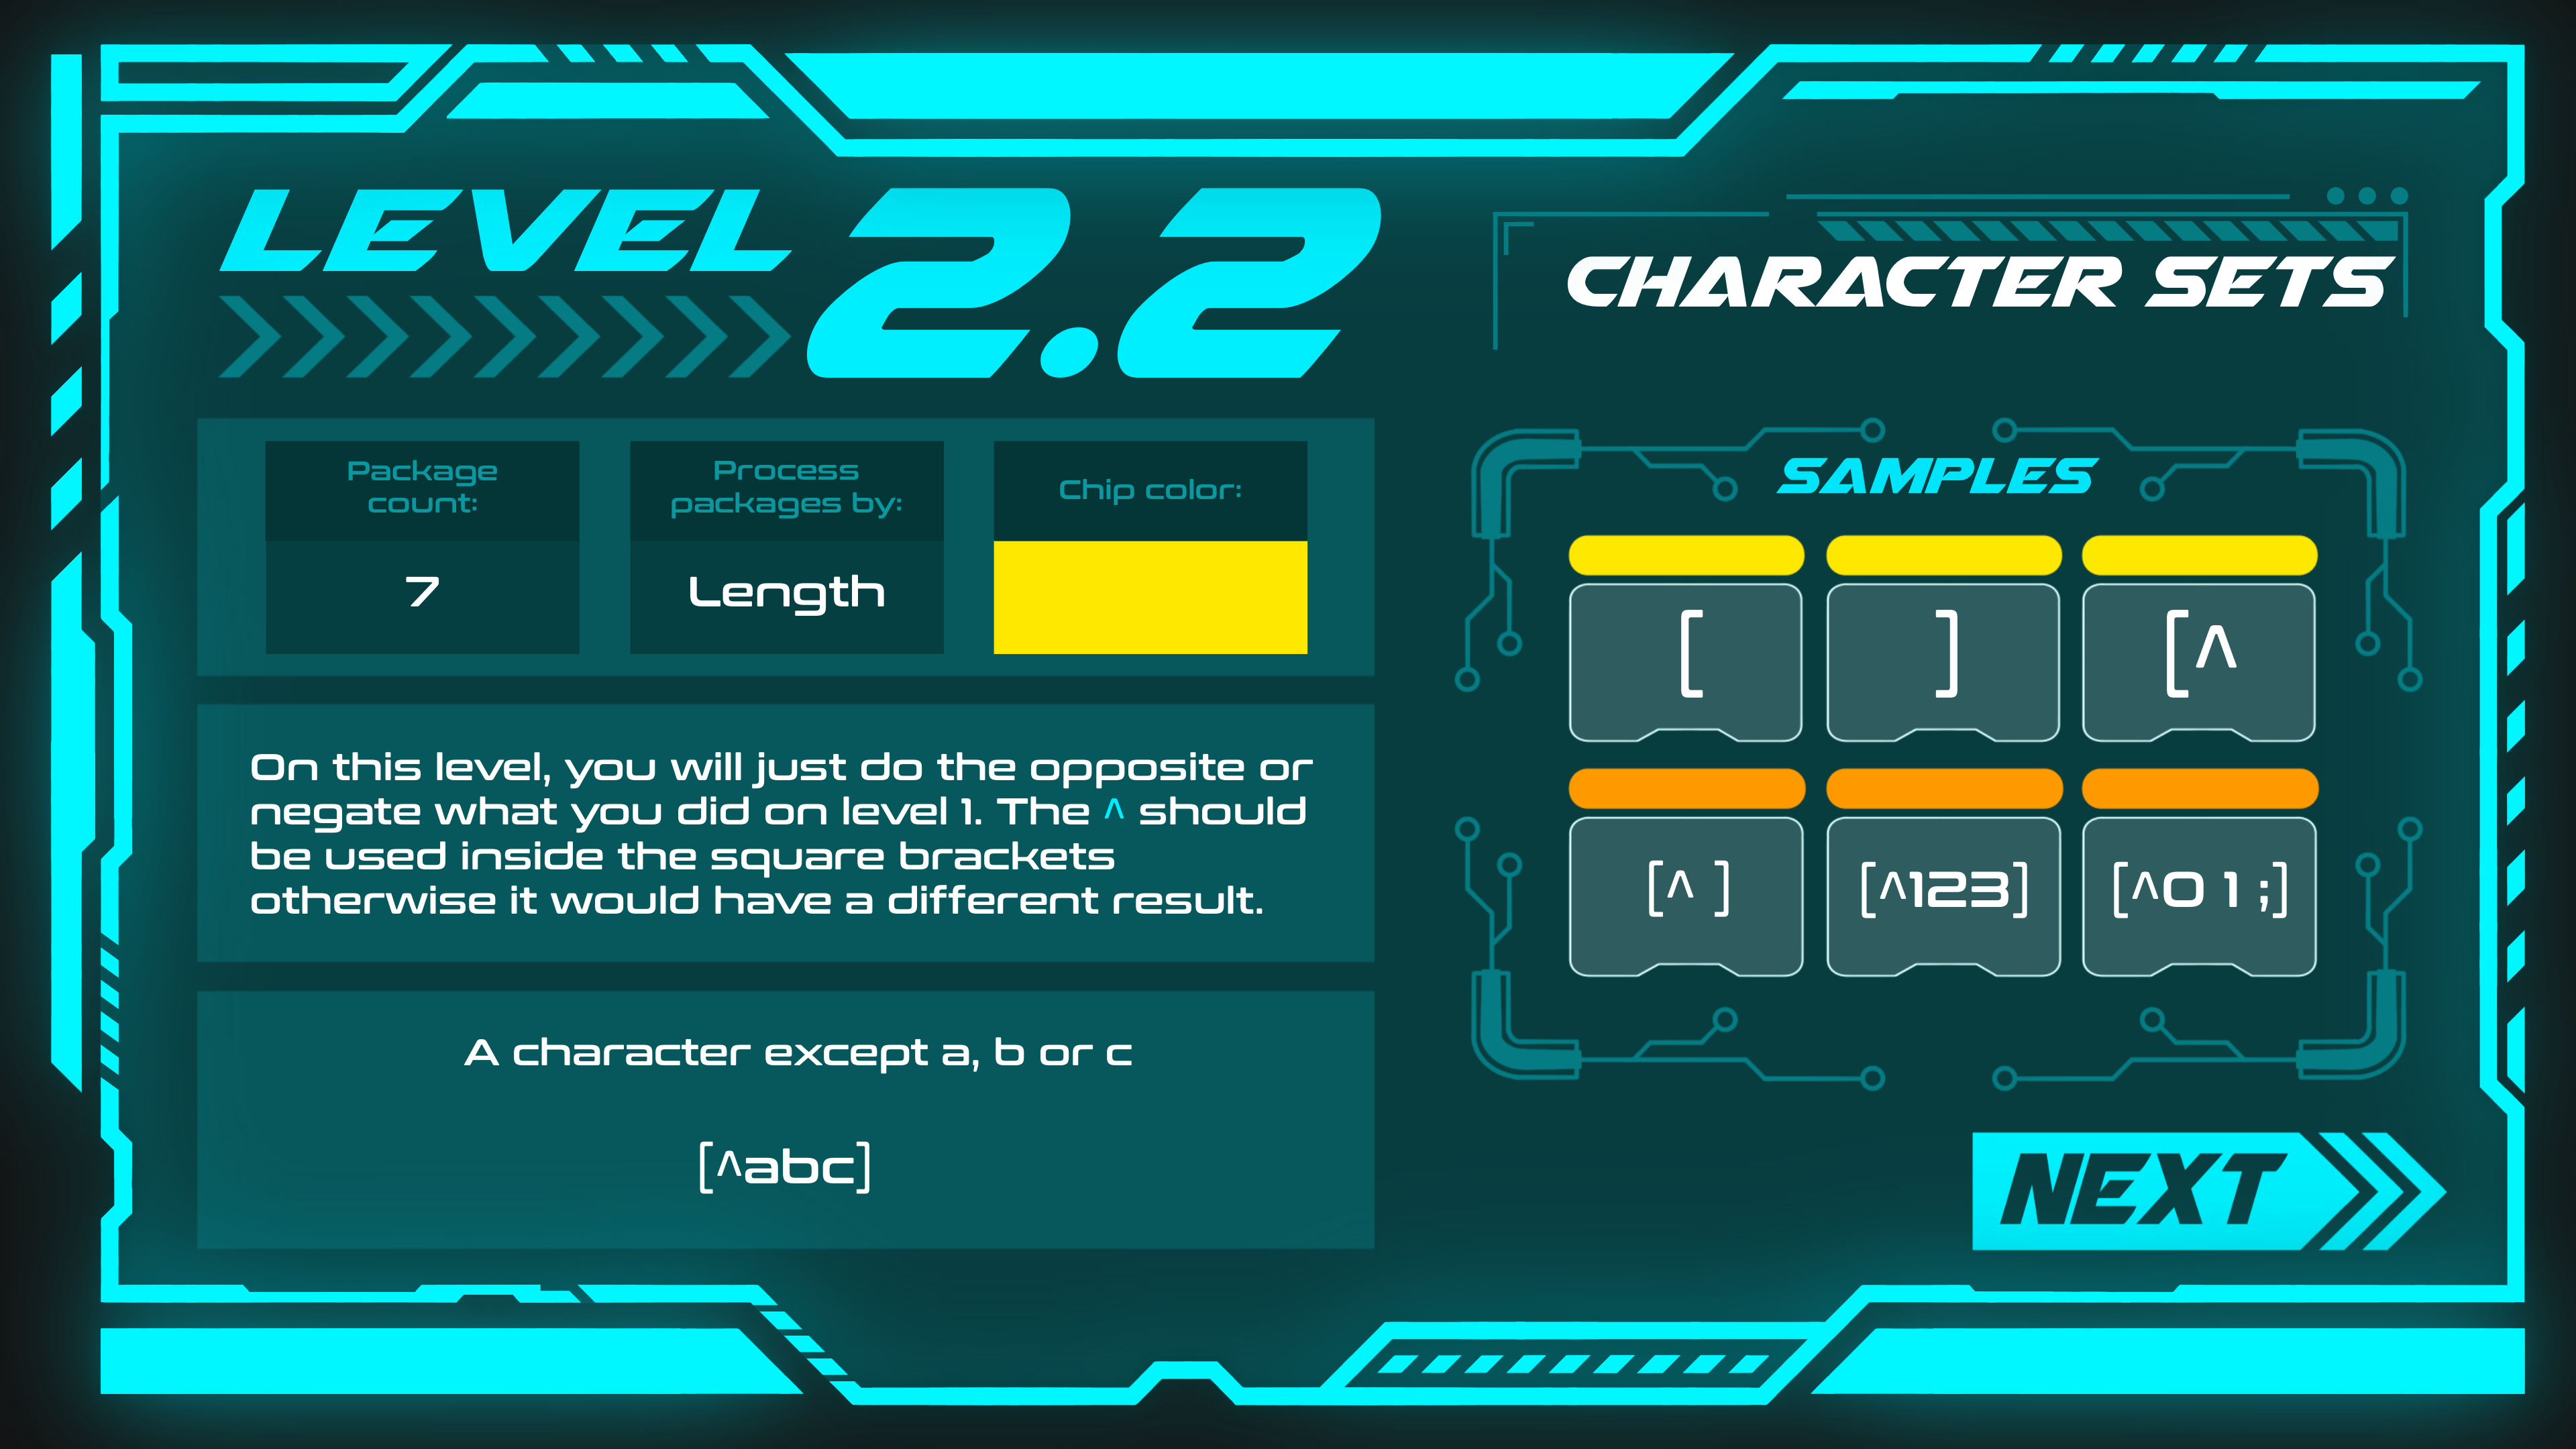 LEVEL 2.2
CHARACTER SETS
Package
count:
7
Process
packages by:
Length
Chip color:
On this level, you will just do the opposite or
negate what you did on level 1. The ^ should
be used inside the square brackets
otherwise it would have a different result.
A character except a, b or c
[^abc]
SAMPLES
[
]
[^
[^ ]
[^123]
[^0 1 ;]
NEXT